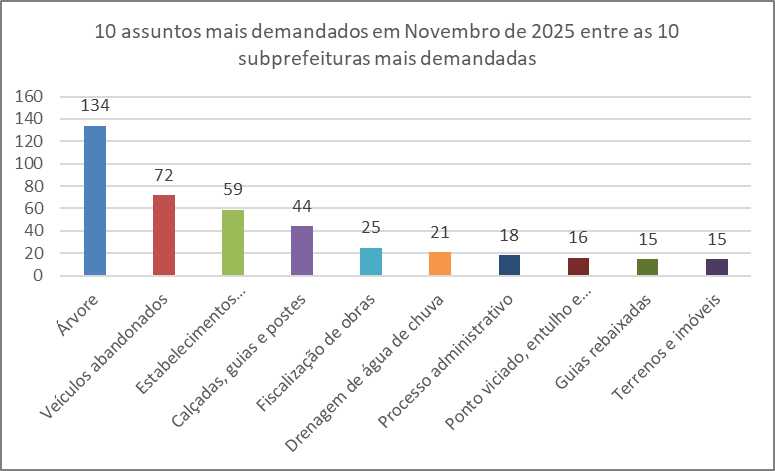 10 assuntos mais demandados em Novembro de 2025 entre as 10
subprefeituras mais demandadas
160
140
120
100
80
60
40
20
0
134
72
59
44
25
21
18
16
15
15
Árvore
Veículos abandonados
Estabelecimentos...
Calçadas, guias e postes
Fiscalização de obras
Drenagem de água de chuva
Processo administrativo
Ponto viciado, entulho e...
Guias rebaixadas
Terrenos e imóveis